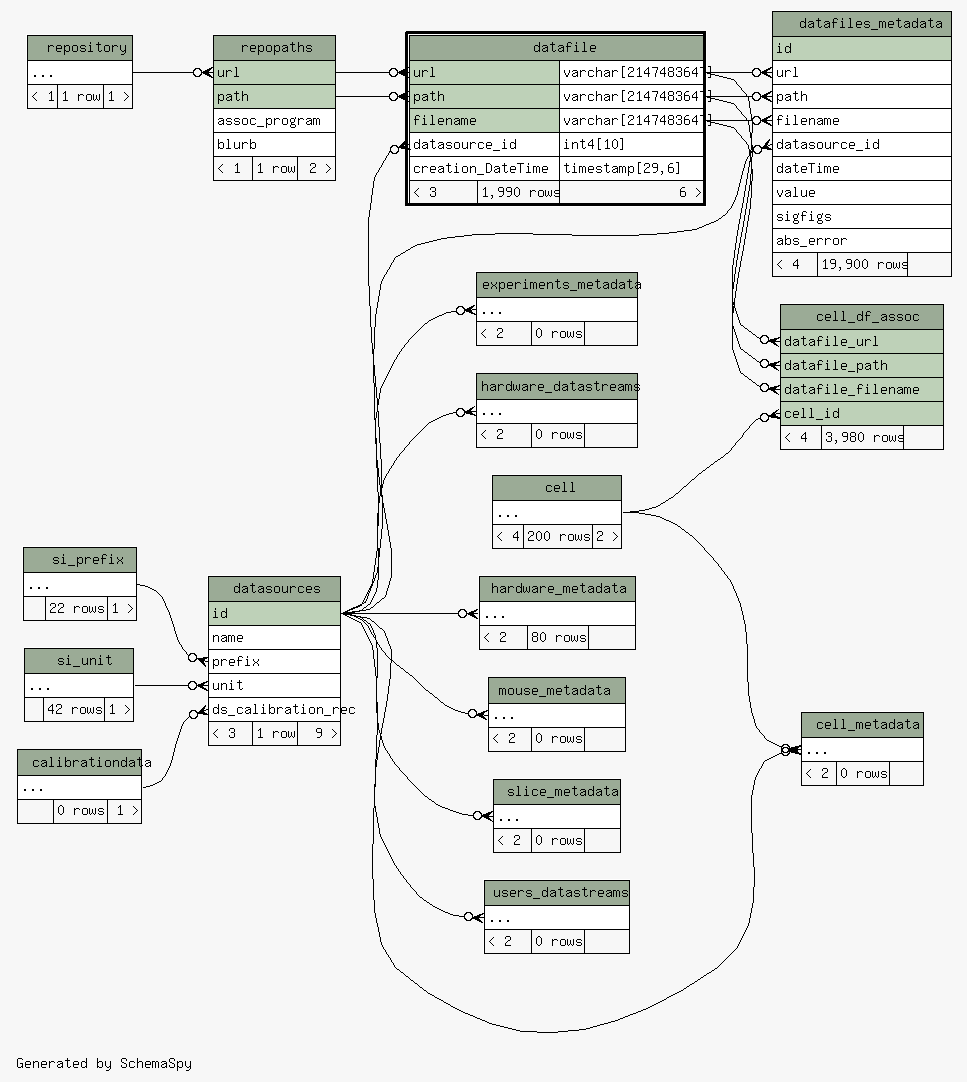 repository
...
< 1 1 row 1 >
repopaths
url
path
assoc_program
blurb
< 1 1 row 2 >
datafile
url varchar[2147483647]
path varchar[2147483647]
filename varchar[2147483647]
datasource_id int4[10]
creation_DateTime timestamp[29,6]
< 3 1,990 rows 6 >
datafiles_metadata
id
url
path
filename
datasource_id
dateTime
value
sigfigs
abs_error
< 4 19,900 rows
experiments_metadata
...
< 2 0 rows
cell_df_assoc
datafile_url
datafile_path
datafile_filename
cell_id
< 4 3,980 rows
hardware_datastreams
...
< 2 0 rows
cell
...
< 4 200 rows 2 >
si_prefix
...
22 rows 1 >
datasources
id
name
prefix
unit
ds_calibration_rec
< 3 1 row 9 >
hardware_metadata
...
< 2 80 rows
si_unit
...
42 rows 1 >
mouse_metadata
...
< 2 0 rows
cell_metadata
...
< 2 0 rows
calibrationdata
...
0 rows 1 >
slice_metadata
...
< 2 0 rows
users_datastreams
...
< 2 0 rows
Generated by SchemaSpy